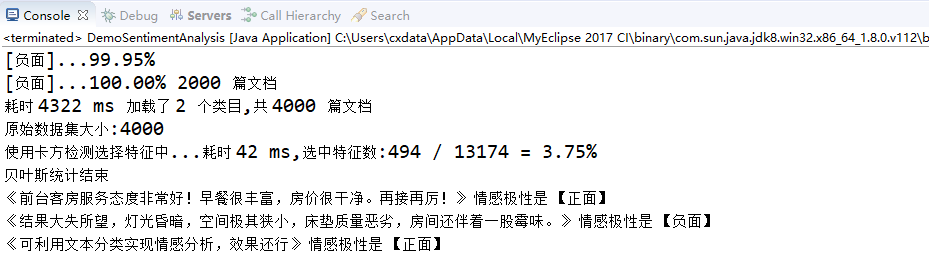 Console Debug Servers Call Hierarchy Search
<terminated> DemoSentimentAnalysis [Java Application] C:\Users\cxdata\AppData\Local\MyEclipse 2017 CI\binary\com.sun.java.jdk8.win32.x86_64_1.8.0.v112\b
[负面]...99.95%
[负面]...100.00% 2000 篇文档
耗时 4322 ms 加载了 2 个类目,共 4000 篇文档
原始数据集大小:4000
使用卡方检测选择特征中...耗时 42 ms,选中特征数:494 / 13174 = 3.75%
贝叶斯统计结束
《前台客房服务态度非常好！早餐很丰富，房价很干净。再接再厉！》 情感极性是 【正面】
《结果大失所望，灯光昏暗，空间极其狭小，床垫质量恶劣，房间还伴着一股霉味。》 情感极性是 【负面】
《可利用文本分类实现情感分析，效果还行》 情感极性是 【正面】